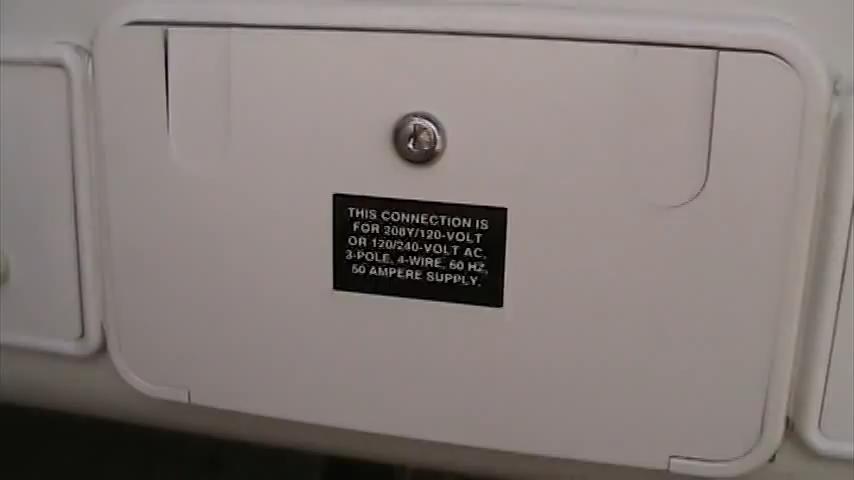 THIS CONNECTION IS
FOR 208Y/120-VOLT
OR 120/240-VOLT AC,
3-POLE, 4-WIRE, 60 HZ,
50 AMPERE SUPPLY.